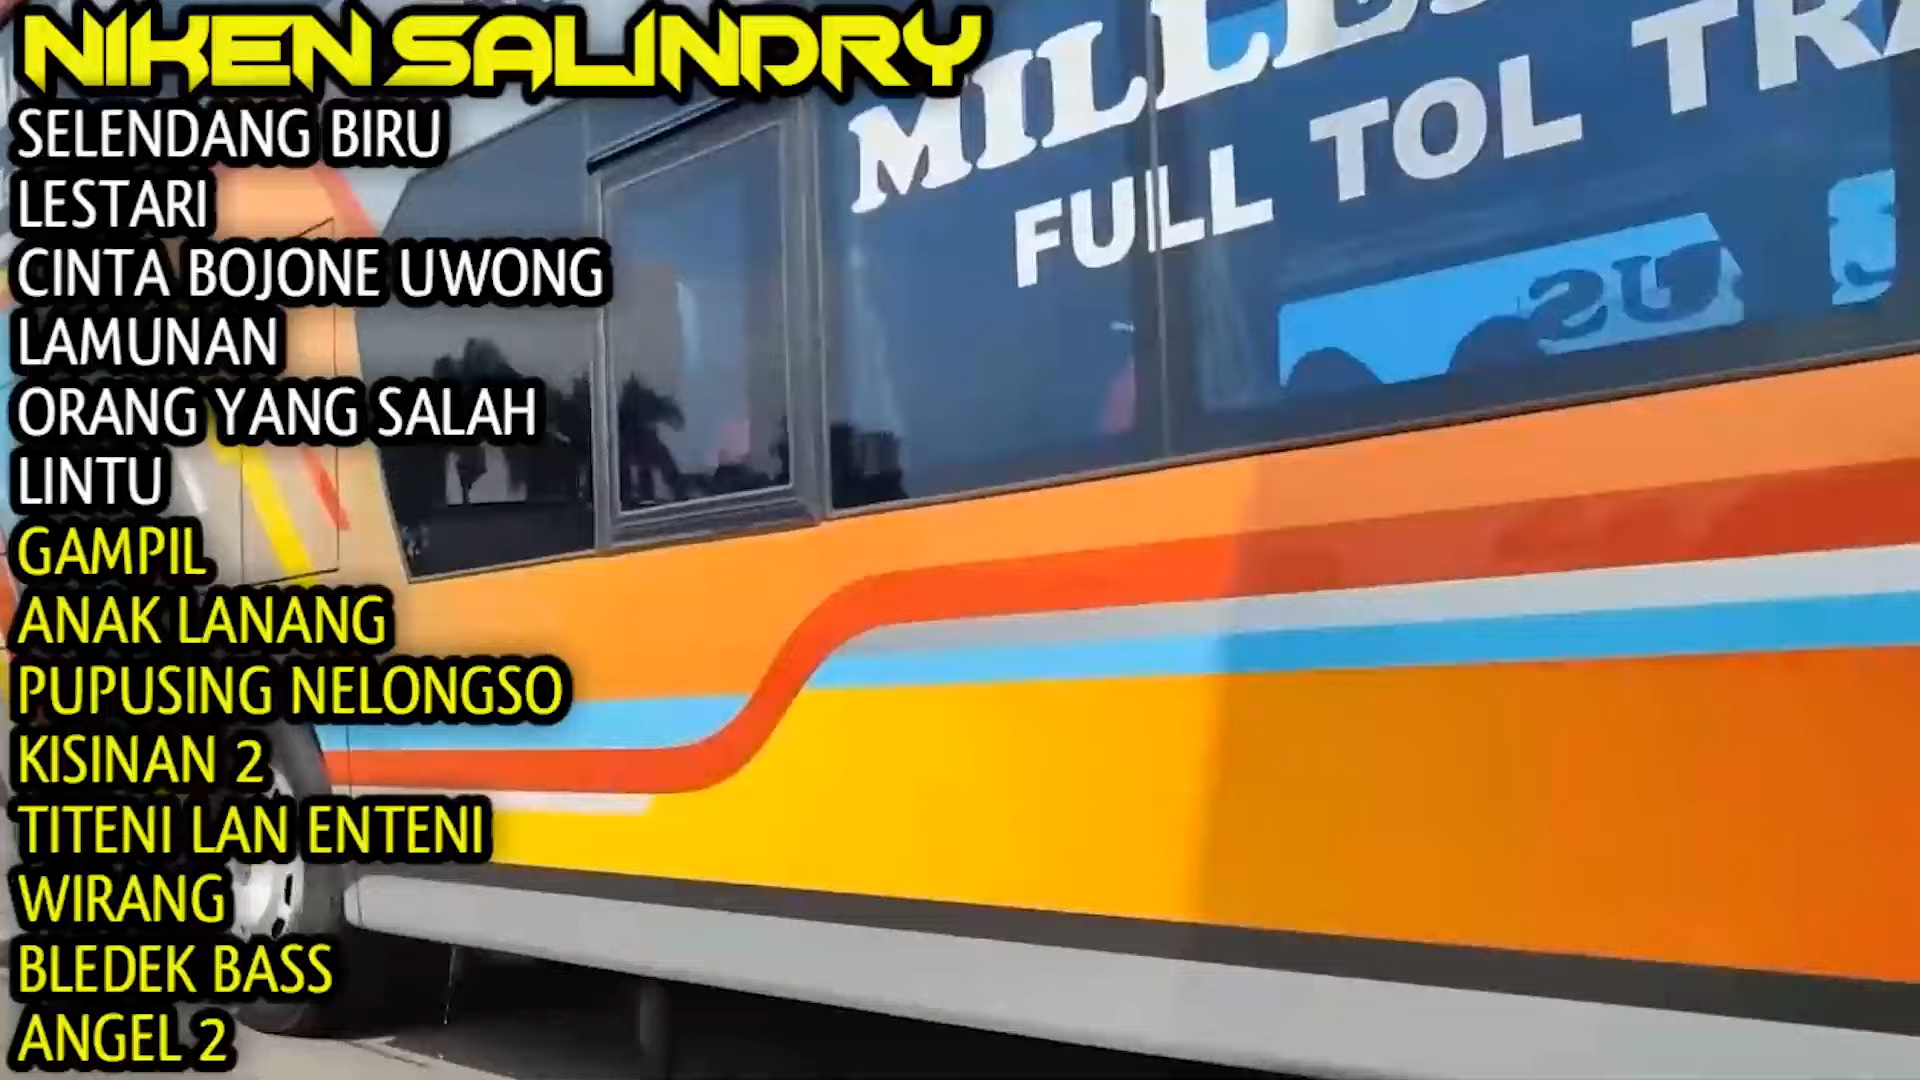 NIKEN SALINDRY
SELENDANG BIRU
LESTARI
CINTA BOJONE UWONG
LAMUNAN
ORANG YANG SALAH
LINTU
GAMPIL
ANAK LANANG
PUPUSING NELONGSO
KISINAN 2
TITENI LAN ENTENI
WIRANG
BLEDEK BASS
ANGEL 2
FULL TOL